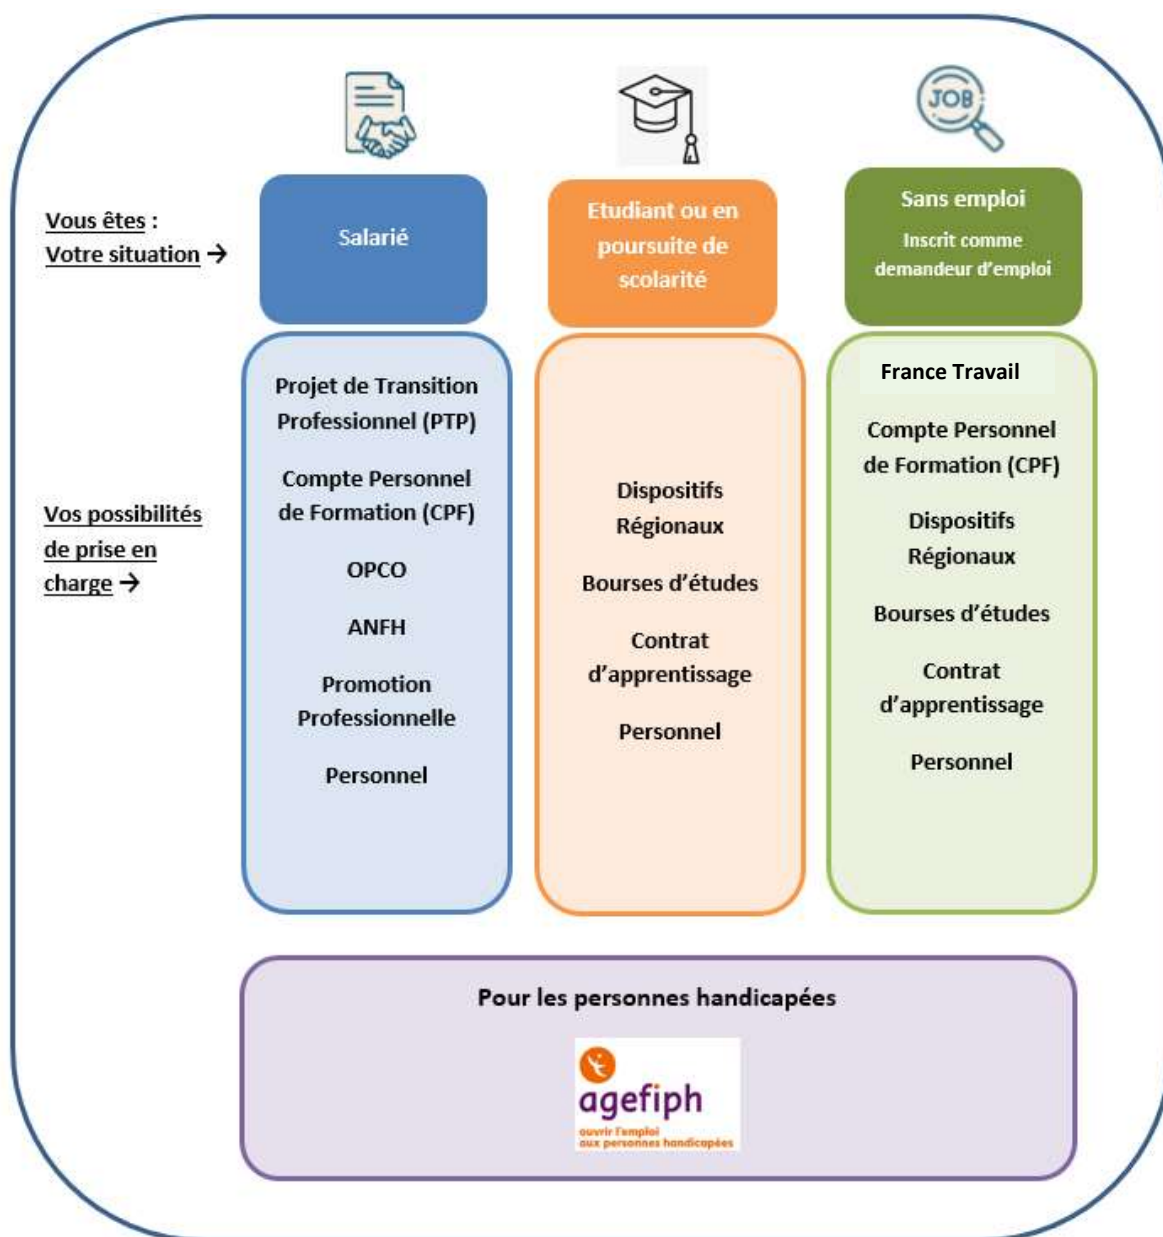 JOB
Vous êtes :
Votre situation →
Salarié
Etudiant ou en
poursuite de
scolarité
Sans emploi
Inscrit comme
demandeur d'emploi
Vos possibilités
de prise en
charge →
Projet de Transition
Professionnel (PTP)
Compte Personnel
de Formation (CPF)
OPCO
ANFH
Promotion
Professionnelle
Personnel
Dispositifs
Régionaux
Bourses d'études
Contrat
d'apprentissage
Personnel
France Travail
Compte Personnel
de Formation (CPF)
Dispositifs
Régionaux
Bourses d'études
Contrat
d'apprentissage
Personnel
Pour les personnes handicapées
agefiph
ouvrir l'emploi
aux personnes handicapées